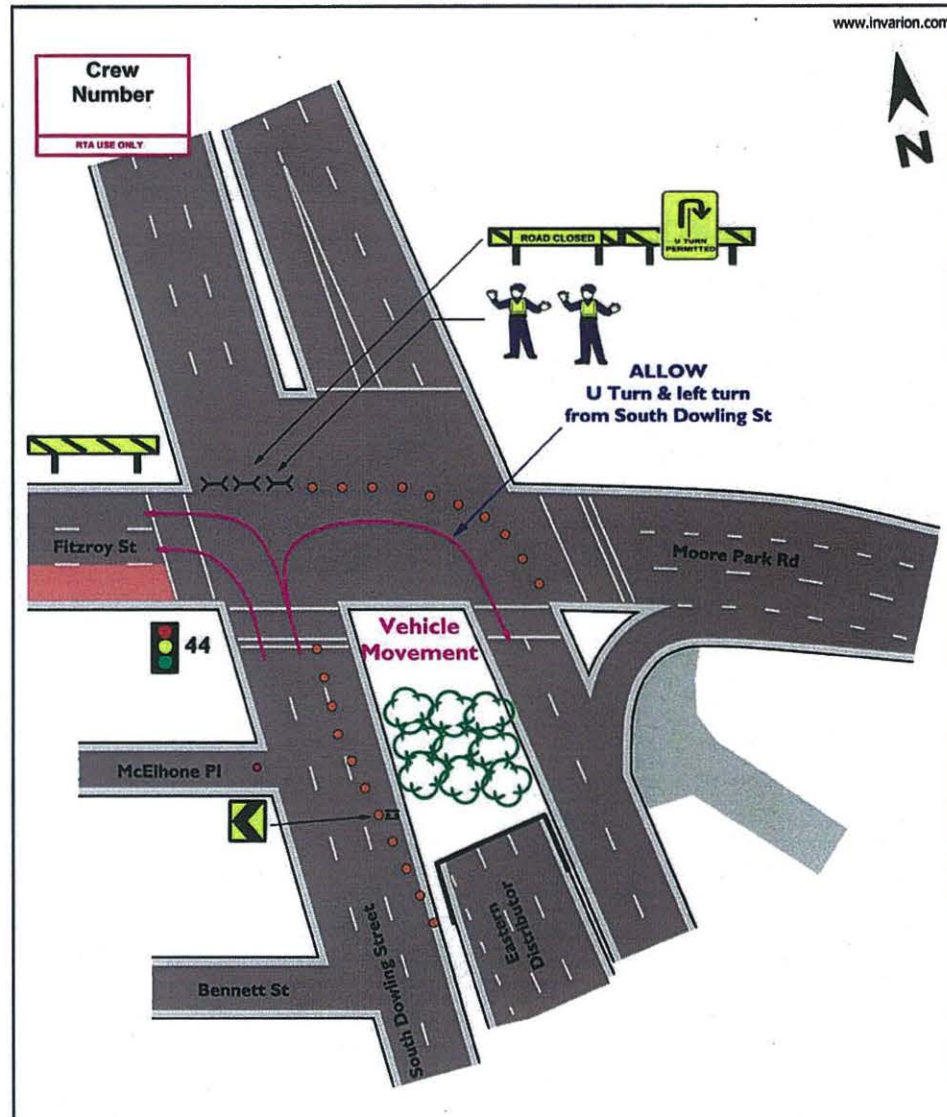 www.invarion.com
Crew
Number
RTA USE ONLY
N
ROAD CLOSED
U TURN
PERMITTED
ALLOW
U Turn & left turn
from South Dowling St
Fitzroy St
Moore Park Rd
Vehicle
Movement
44
McElhone Pl
South Dowling Street
Eastern
Distributor
Bennett St